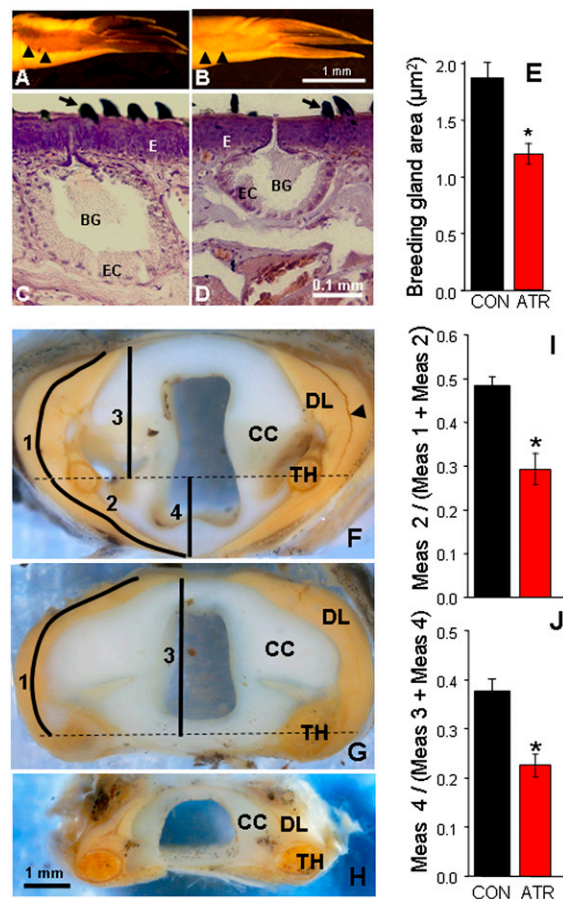 A
B
1 mm
E
BG
EC
C
E
EC
BG
D
0.1 mm
E
Breeding gland area (µm²)
2.0
1.5
1.0
0.5
0.0
*
CON ATR
1
3
2
4
DL
CC
TH
F
1
3
DL
CC
TH
G
CC
DL
TH
H
1 mm
I
Meas 2 / (Meas 1 + Meas 2)
0.6
0.5
0.4
0.3
0.2
0.1
0.0
*
J
Meas 4 / (Meas 3 + Meas 4)
0.5
0.4
0.3
0.2
0.1
0.0
*
CON ATR